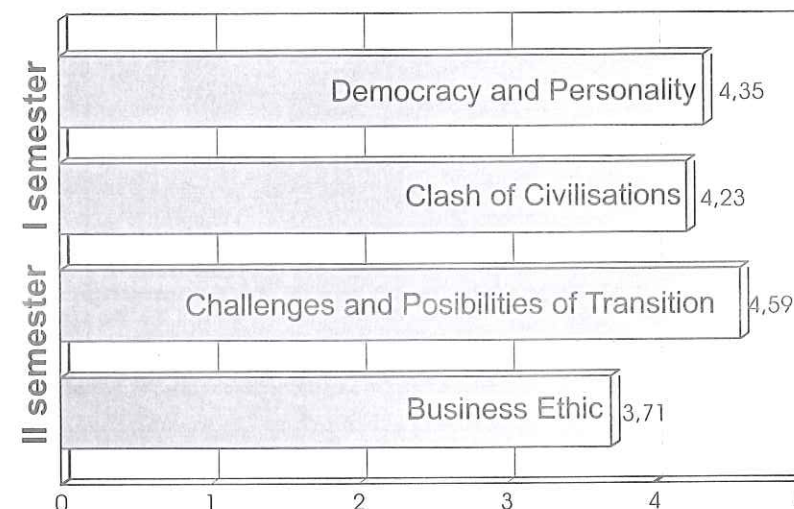 I semester
Democracy and Personality 4,35
Clash of Civilisations 4,23
II semester
Challenges and Posibilities of Transition 4,59
Business Ethic 3,71
0 1 2 3 4